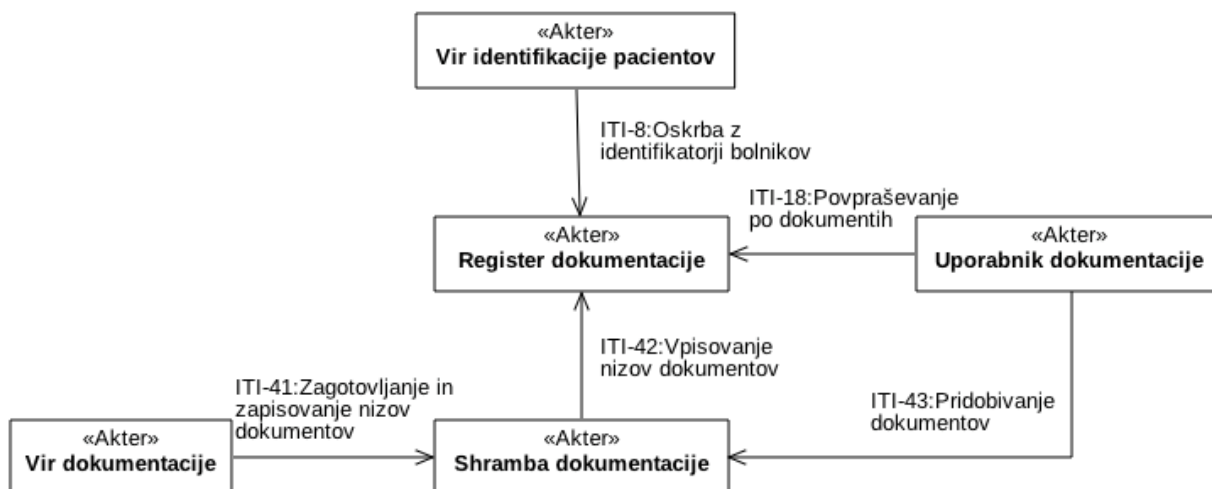 «Akter»
Vir identifikacije pacientov
ITI-8:Oskrba z
identifikatorji bolnikov
ITI-18:Povpraševanje
po dokumentih
«Akter»
Register dokumentacije
«Akter»
Uporabnik dokumentacije
ITI-42:Vpisovanje
nizov dokumentov
ITI-41:Zagotovljanje in
zapisovanje nizov
dokumentov
ITI-43:Pridobivanje
dokumentov
«Akter»
Vir dokumentacije
«Akter»
Shramba dokumentacije